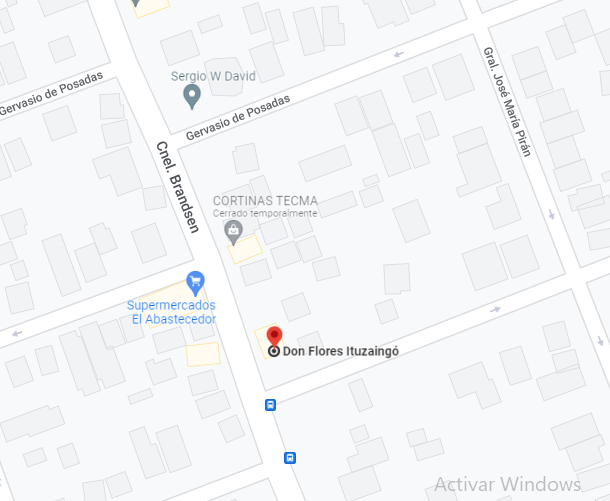 Sergio W David
Gervasio de Posadas
Gervasio de Posadas
Gral. José María Pirán
Cnel. Brandsen
CORTINAS TECMA
Cerrado temporalmente
Supermercados
El Abastecedor
Don Flores Ituzaingó
Activar Windows